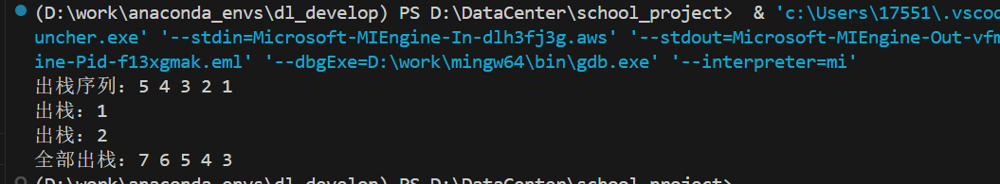 (D:\work\anaconda_envs\dl_develop) PS D:\DataCenter\school_project>  & 'c:\Users\17551\.vscod
uncher.exe' '--stdin=Microsoft-MIEngine-In-dlh3fj3g.aws' '--stdout=Microsoft-MIEngine-Out-vfm
ine-Pid-f13xgmak.eml' '--dbgExe=D:\work\mingw64\bin\gdb.exe' '--interpreter=mi'
出栈序列: 5 4 3 2 1
出栈: 1
出栈: 2
全部出栈: 7 6 5 4 3
(D:\work\anaconda_envs\dl_develop) PS D:\DataCenter\school_project>